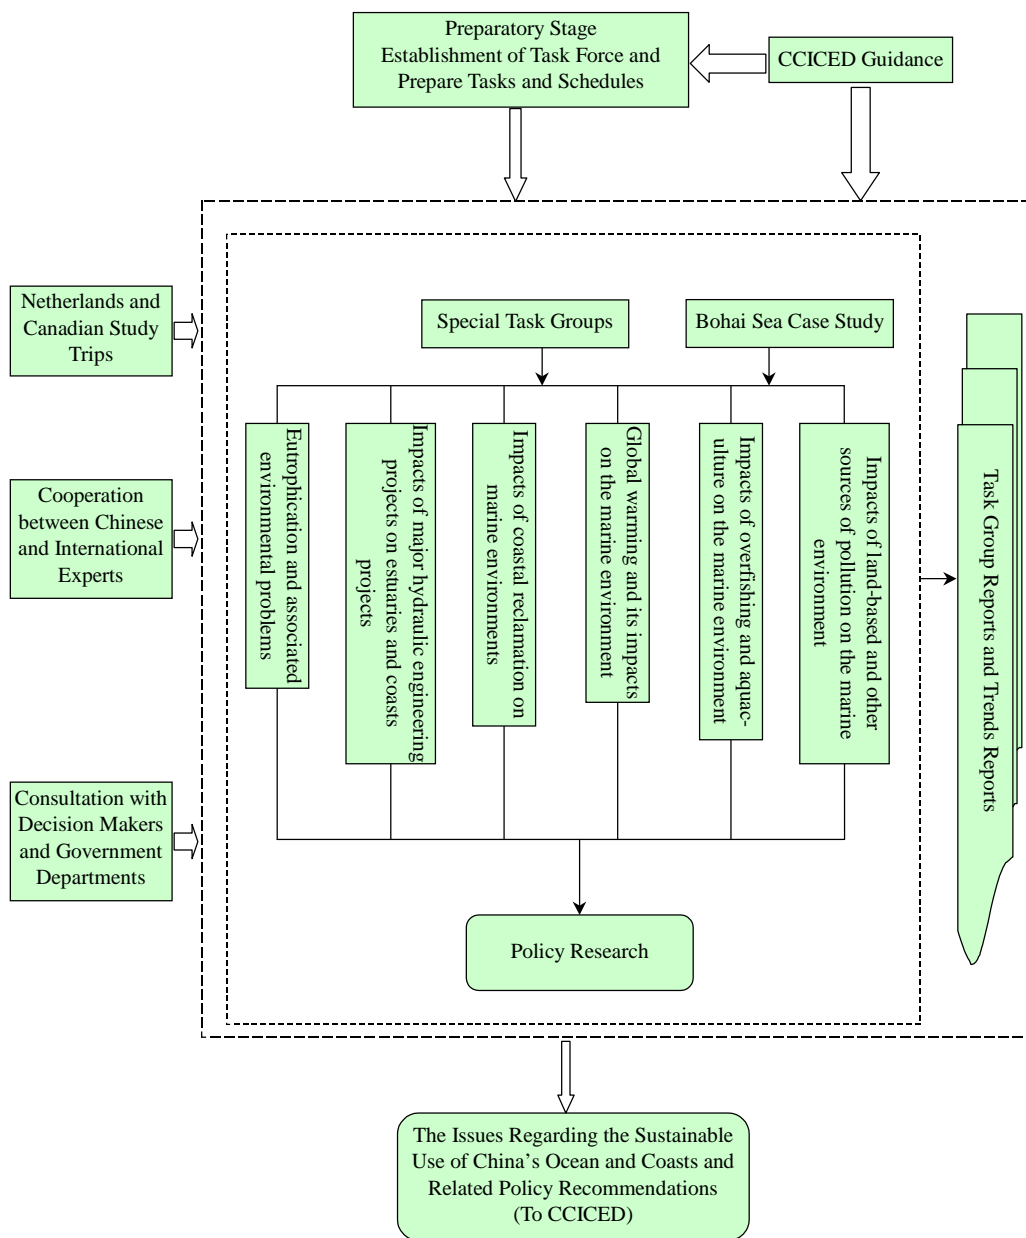 Preparatory Stage
Establishment of Task Force and
Prepare Tasks and Schedules
CCICED Guidance
Netherlands and
Canadian Study
Trips
Cooperation
between Chinese
and International
Experts
Consultation with
Decision Makers
and Government
Departments
Special Task Groups
Bohai Sea Case Study
Eutrophication and associated
environmental problems
Impacts of major hydraulic engineering
projects on estuaries and coasts
projects
Impacts of coastal reclamation on
marine environments
Global warming and its impacts
on the marine environment
Impacts of overfishing and aquac-
ulture on the marine environment
Impacts of land-based and other
sources of pollution on the marine
environment
Task Group Reports and Trends Reports
Policy Research
The Issues Regarding the Sustainable
Use of China’s Ocean and Coasts and
Related Policy Recommendations
(To CCICED)